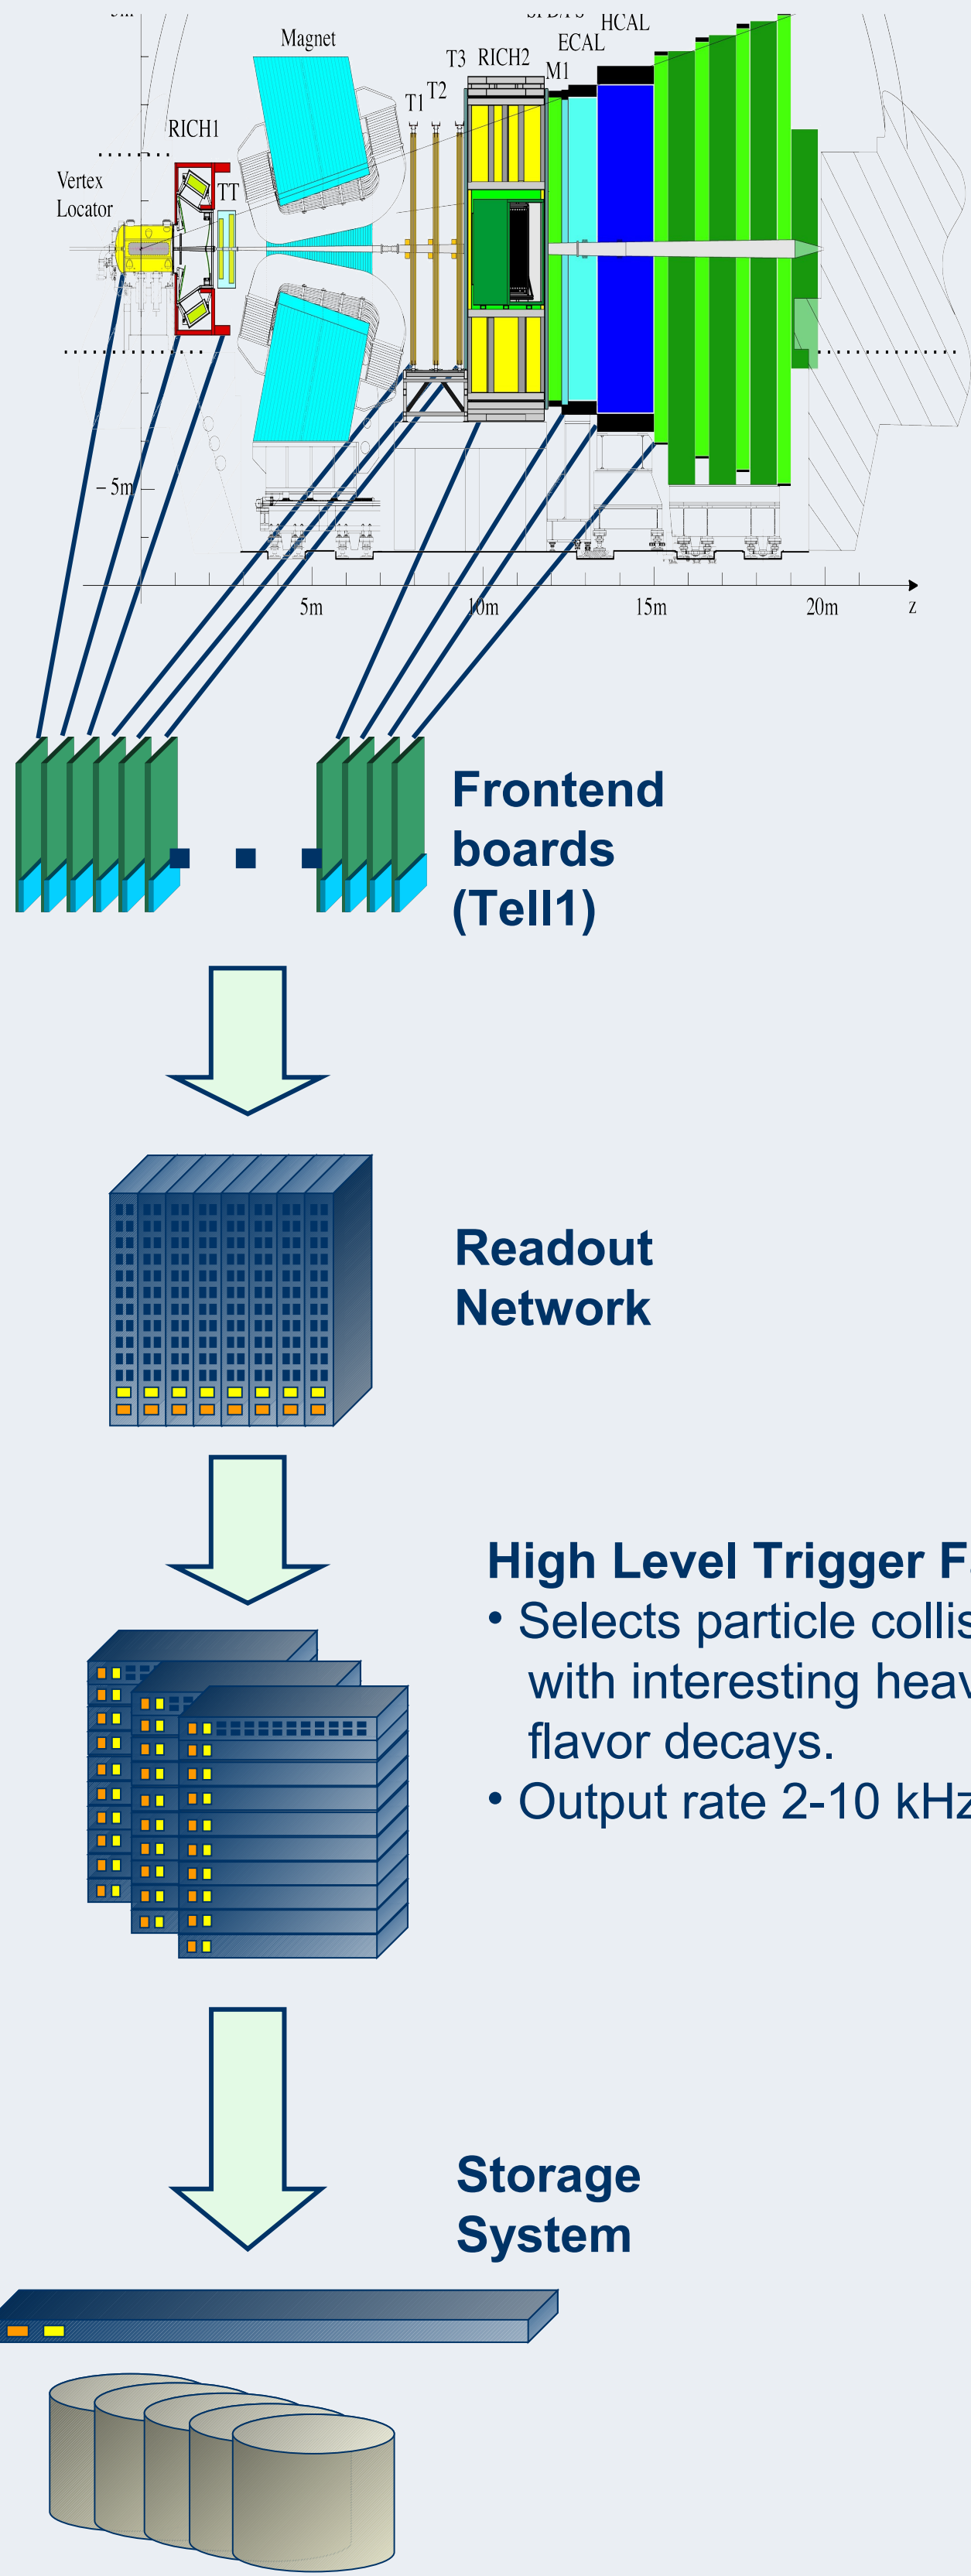 HCAL
ECAL
Magnet
T3 RICH2
M1
T2
T1
RICH1
Vertex
Locator
TT
– 5m
5m
10m
15m
20m
z
Frontend
boards
(Tell1)
Readout
Network
High Level Trigger
• Selects particle
with interesting
flavor decays.
• Output rate 2-10 kHz
Storage
System